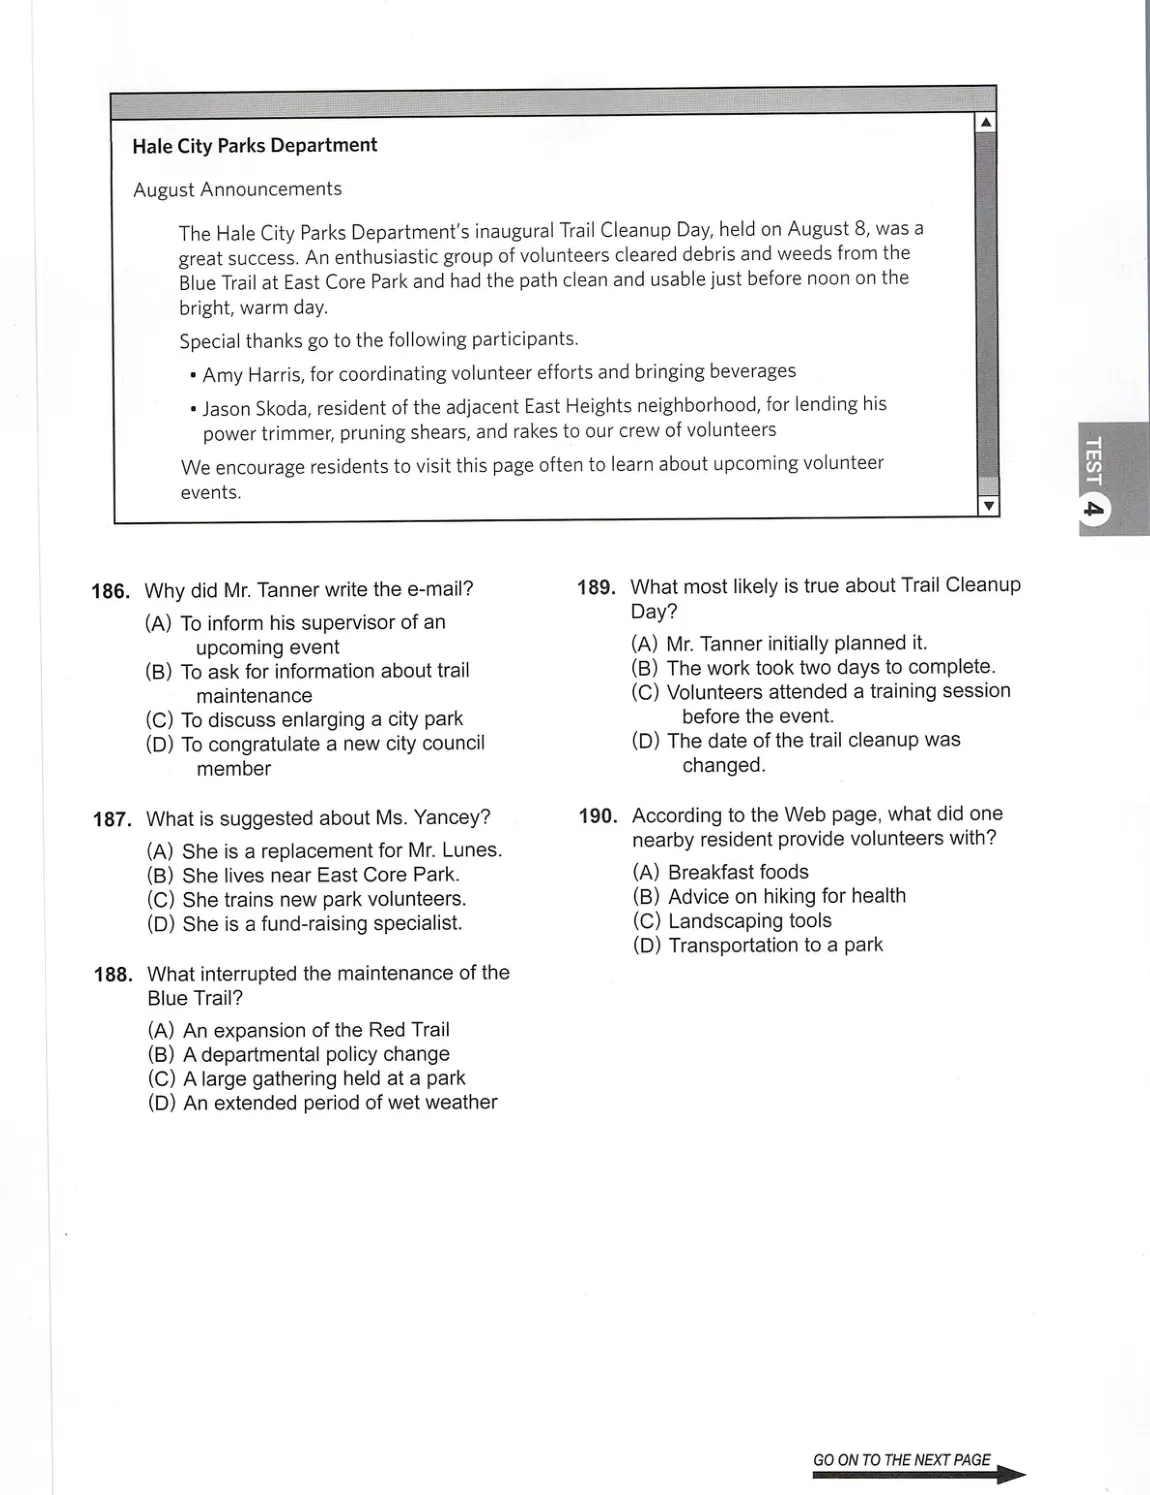 Hale City Parks Department
August Announcements
The Hale City Parks Department's inaugural Trail Cleanup Day, held on August 8, was a
great success. An enthusiastic group of volunteers cleared debris and weeds from the
Blue Trail at East Core Park and had the path clean and usable just before noon on the
bright, warm day.
Special thanks go to the following participants.
• Amy Harris, for coordinating volunteer efforts and bringing beverages
• Jason Skoda, resident of the adjacent East Heights neighborhood, for lending his
power trimmer, pruning shears, and rakes to our crew of volunteers
We encourage residents to visit this page often to learn about upcoming volunteer
events.
TEST 4
186. Why did Mr. Tanner write the e-mail?
(A) To inform his supervisor of an
upcoming event
(B) To ask for information about trail
maintenance
(C) To discuss enlarging a city park
(D) To congratulate a new city council
member
187. What is suggested about Ms. Yancey?
(A) She is a replacement for Mr. Lunes.
(B) She lives near East Core Park.
(C) She trains new park volunteers.
(D) She is a fund-raising specialist.
188. What interrupted the maintenance of the
Blue Trail?
(A) An expansion of the Red Trail
(B) A departmental policy change
(C) A large gathering held at a park
(D) An extended period of wet weather
189. What most likely is true about Trail Cleanup
Day?
(A) Mr. Tanner initially planned it.
(B) The work took two days to complete.
(C) Volunteers attended a training session
before the event.
(D) The date of the trail cleanup was
changed.
190. According to the Web page, what did one
nearby resident provide volunteers with?
(A) Breakfast foods
(B) Advice on hiking for health
(C) Landscaping tools
(D) Transportation to a park
GO ON TO THE NEXT PAGE